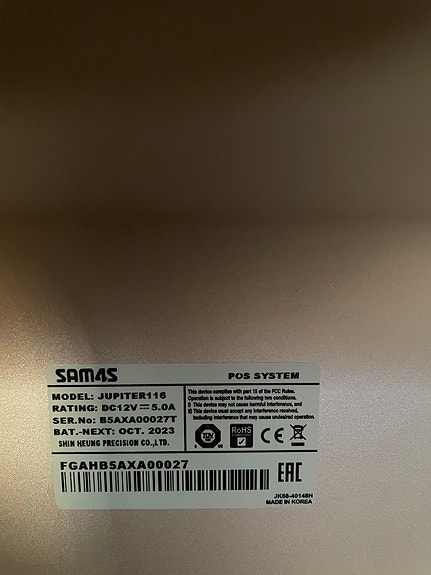 SAM4S POS SYSTEM
MODEL: JUPITER116
RATING: DC12V 5.0A
SER.No: B5AXA00027T
BAT.-NEXT: OCT. 2023
SHIN HEUNG PRECISION CO.,LTD.
This device complies with part 15 of the FCC Rules.
Operation is subject to the following two conditions.
I) This device may not cause harmful interference, and
II) This device must accept any interference received,
including interference that may cause undesired operation.
TÜV
RoHS
CE
FGAHB5AXA00027
EAC
JK68-40148H
MADE IN KOREA